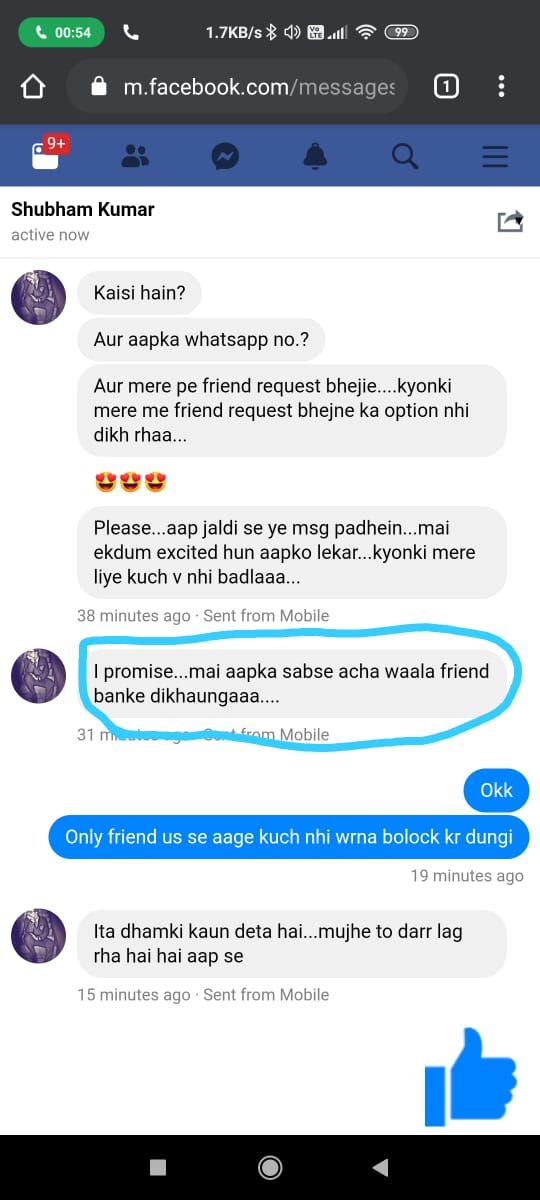 00:54
1.7KB/s
Vo
LTE
99
m.facebook.com/messages
1
9+
Shubham Kumar
active now
Kaisi hain?
Aur aapka whatsapp no.?
Aur mere pe friend request bhejie....kyonki
mere me friend request bhejne ka option nhi
dikh rhaa...
😍😍😍
Please...aap jaldi se ye msg padhein...mai
ekdum excited hun aapko lekar...kyonki mere
liye kuch v nhi badlaaa...
38 minutes ago · Sent from Mobile
I promise...mai aapka sabse acha waala friend
banke dikhaungaaa....
31 minutes ago · Sent from Mobile
Okk
Only friend us se aage kuch nhi wrna bolock kr dungi
19 minutes ago
Ita dhamki kaun deta hai...mujhe to darr lag
rha hai hai aap se
15 minutes ago · Sent from Mobile